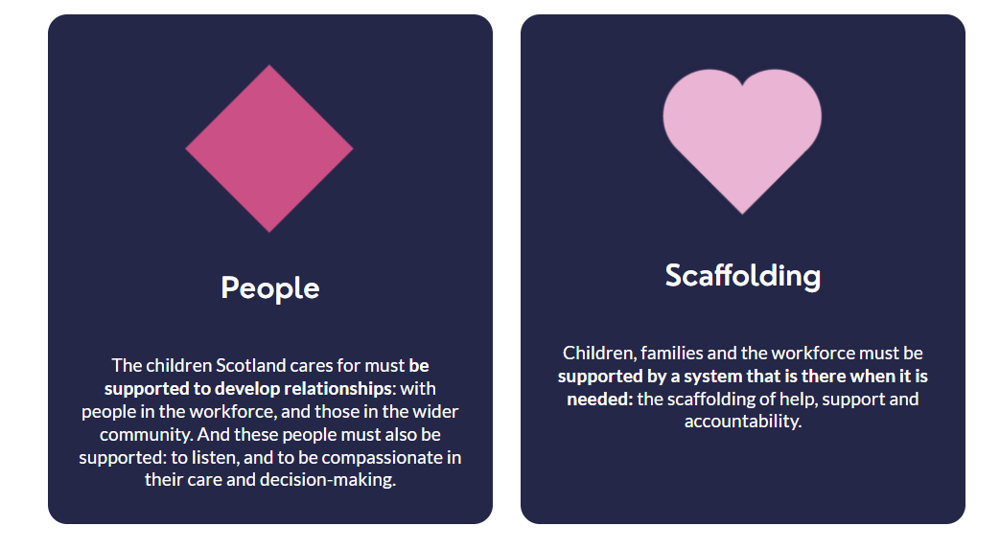 People
The children Scotland cares for must be
supported to develop relationships: with
people in the workforce, and those in the wider
community. And these people must also be
supported: to listen, and to be compassionate in
their care and decision-making.
Scaffolding
Children, families and the workforce must be
supported by a system that is there when it is
needed: the scaffolding of help, support and
accountability.